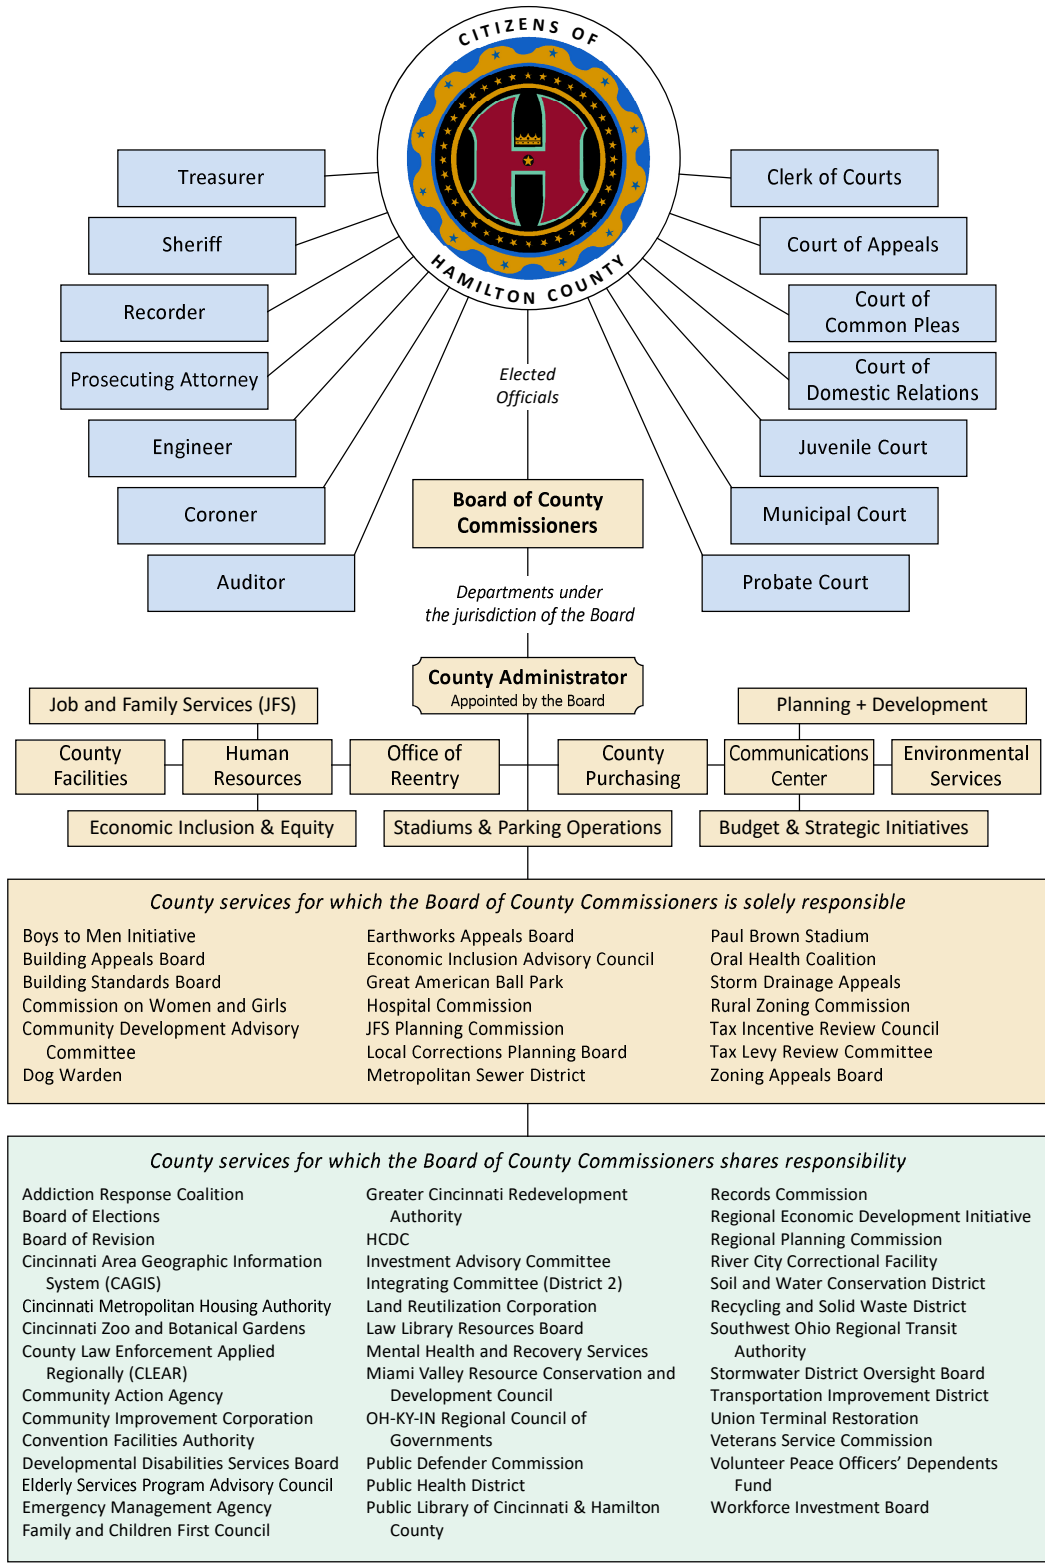 CITIZENS OF
HAMILTON COUNTY
Treasurer
Sheriff
Recorder
Prosecuting Attorney
Engineer
Coroner
Auditor
Clerk of Courts
Court of Appeals
Court of
Common Pleas
Court of
Domestic Relations
Juvenile Court
Municipal Court
Probate Court
Elected
Officials
Board of County
Commissioners
Departments under
the jurisdiction of the Board
County Administrator
Appointed by the Board
Job and Family Services (JFS)
Planning + Development
County
Facilities
Human
Resources
Office of
Reentry
County
Purchasing
Communications
Center
Environmental
Services
Economic Inclusion & Equity
Stadiums & Parking Operations
Budget & Strategic Initiatives
County services for which the Board of County Commissioners is solely responsible
Boys to Men Initiative
Building Appeals Board
Building Standards Board
Commission on Women and Girls
Community Development Advisory
Committee
Dog Warden
Earthworks Appeals Board
Economic Inclusion Advisory Council
Great American Ball Park
Hospital Commission
JFS Planning Commission
Local Corrections Planning Board
Metropolitan Sewer District
Paul Brown Stadium
Oral Health Coalition
Storm Drainage Appeals
Rural Zoning Commission
Tax Incentive Review Council
Tax Levy Review Committee
Zoning Appeals Board
County services for which the Board of County Commissioners shares responsibility
Addiction Response Coalition
Board of Elections
Board of Revision
Cincinnati Area Geographic Information
System (CAGIS)
Cincinnati Metropolitan Housing Authority
Cincinnati Zoo and Botanical Gardens
County Law Enforcement Applied
Regionally (CLEAR)
Community Action Agency
Community Improvement Corporation
Convention Facilities Authority
Developmental Disabilities Services Board
Elderly Services Program Advisory Council
Emergency Management Agency
Family and Children First Council
Greater Cincinnati Redevelopment
Authority
HCDC
Investment Advisory Committee
Integrating Committee (District 2)
Land Reutilization Corporation
Law Library Resources Board
Mental Health and Recovery Services
Miami Valley Resource Conservation and
Development Council
OH-KY-IN Regional Council of
Governments
Public Defender Commission
Public Health District
Public Library of Cincinnati & Hamilton
County
Records Commission
Regional Economic Development Initiative
Regional Planning Commission
River City Correctional Facility
Soil and Water Conservation District
Recycling and Solid Waste District
Southwest Ohio Regional Transit
Authority
Stormwater District Oversight Board
Transportation Improvement District
Union Terminal Restoration
Veterans Service Commission
Volunteer Peace Officers’ Dependents
Fund
Workforce Investment Board